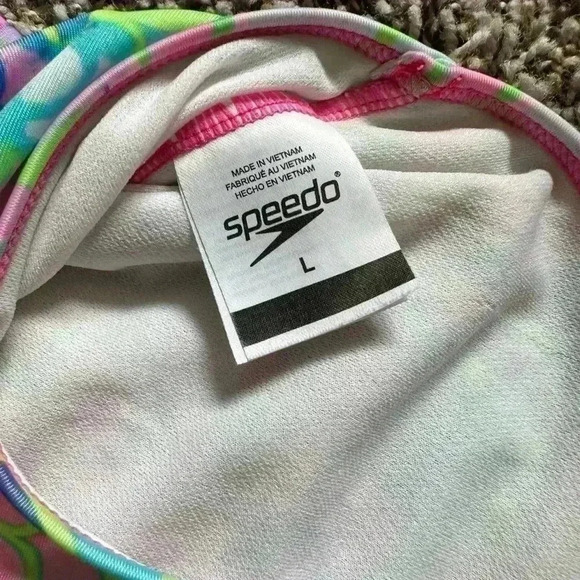 MADE IN VIETNAM
FABRIQUÉ AU VIETNAM
HECHO EN VIETNAM
speedo®
L